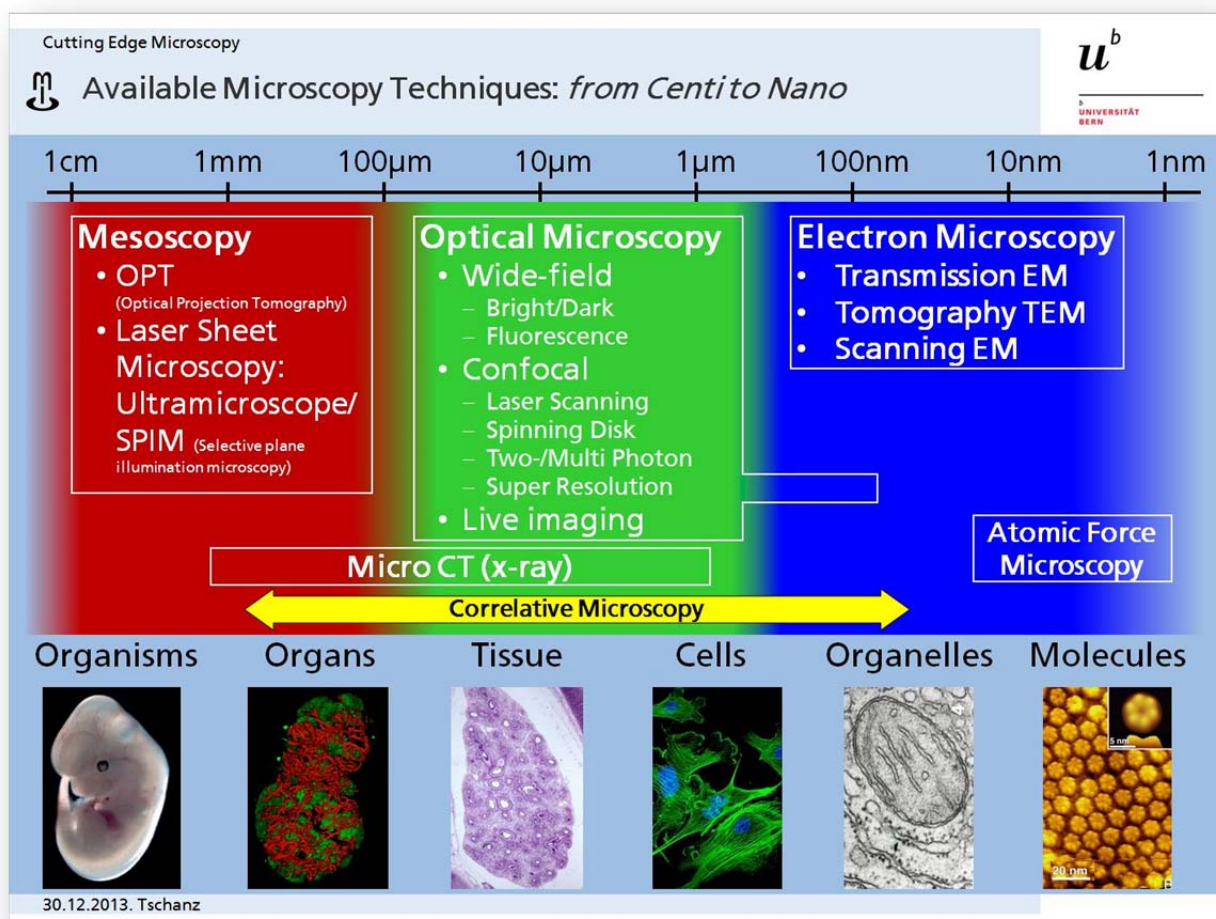 Cutting Edge Microscopy
Available Microscopy Techniques: from Centi to Nano
u^b
b
UNIVERSITÄT
BERN
1cm 1mm 100µm 10µm 1µm 100nm 10nm 1nm
Mesoscopy
• OPT
(Optical Projection Tomography)
• Laser Sheet
Microscopy:
Ultramicroscope/
SPIM (Selective plane
illumination microscopy)
Optical Microscopy
• Wide-field
– Bright/Dark
– Fluorescence
• Confocal
– Laser Scanning
– Spinning Disk
– Two-/Multi Photon
– Super Resolution
• Live imaging
Electron Microscopy
• Transmission EM
• Tomography TEM
• Scanning EM
Atomic Force
Microscopy
Micro CT (x-ray)
Correlative Microscopy
Organisms Organs Tissue Cells Organelles Molecules
5 nm
20 nm
30.12.2013. Tschanz